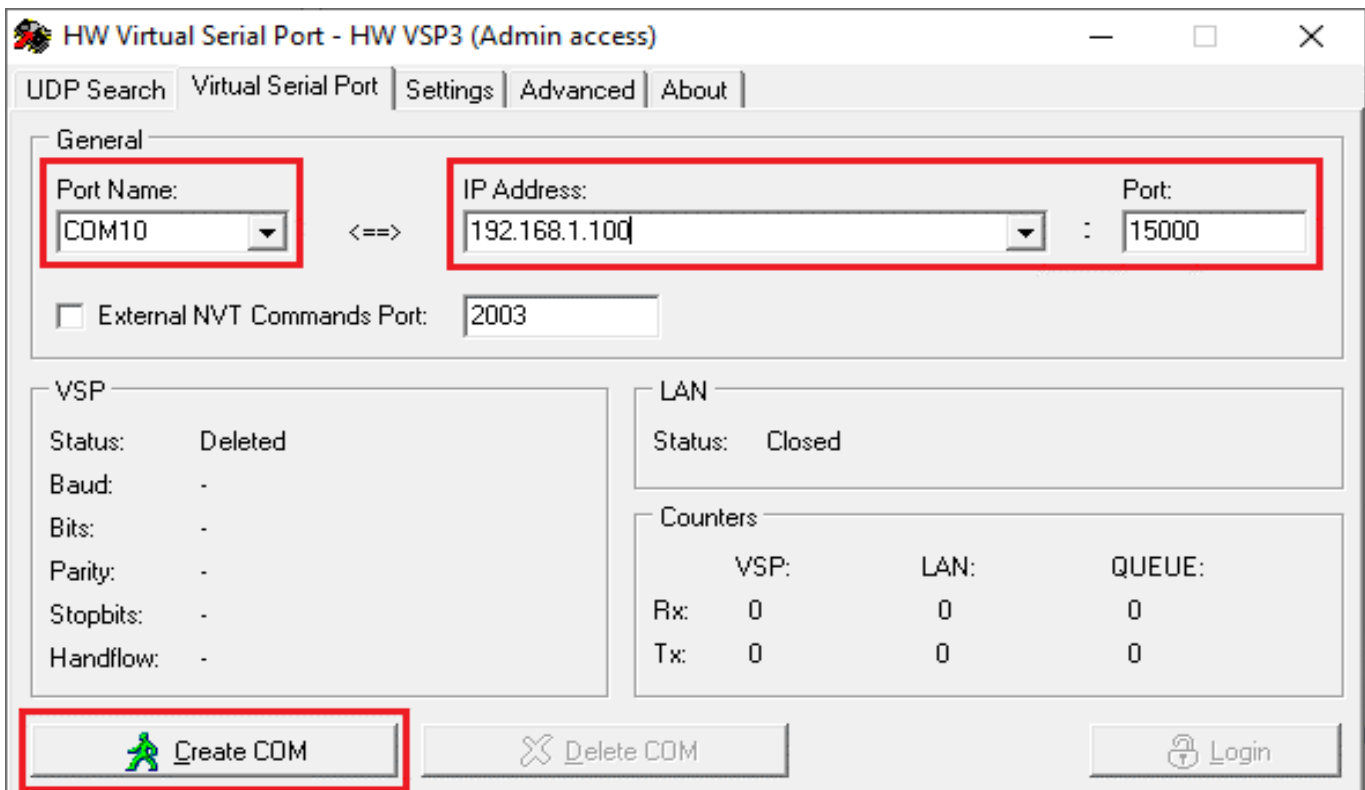 HW Virtual Serial Port - HW VSP3 (Admin access)
UDP Search Virtual Serial Port Settings Advanced About
General
Port Name: IP Address: Port:
COM10 <==> 192.168.1.100 : 15000
External NVT Commands Port: 2003
VSP
Status: Deleted
Baud: -
Bits: -
Parity: -
Stopbits: -
Handflow: -
LAN
Status: Closed
Counters
VSP: LAN: QUEUE:
Rx: 0 0 0
Tx: 0 0 0
Create COM Delete COM Login